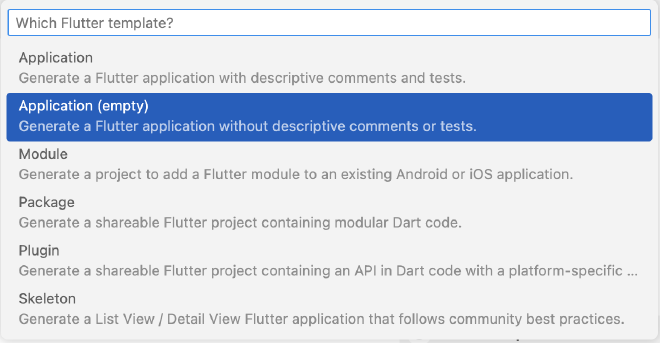 Which Flutter template?
Application
Generate a Flutter application with descriptive comments and tests.
Application (empty)
Generate a Flutter application without descriptive comments or tests.
Module
Generate a project to add a Flutter module to an existing Android or iOS application.
Package
Generate a shareable Flutter project containing modular Dart code.
Plugin
Generate a shareable Flutter project containing an API in Dart code with a platform-specific ...
Skeleton
Generate a List View / Detail View Flutter application that follows community best practices.